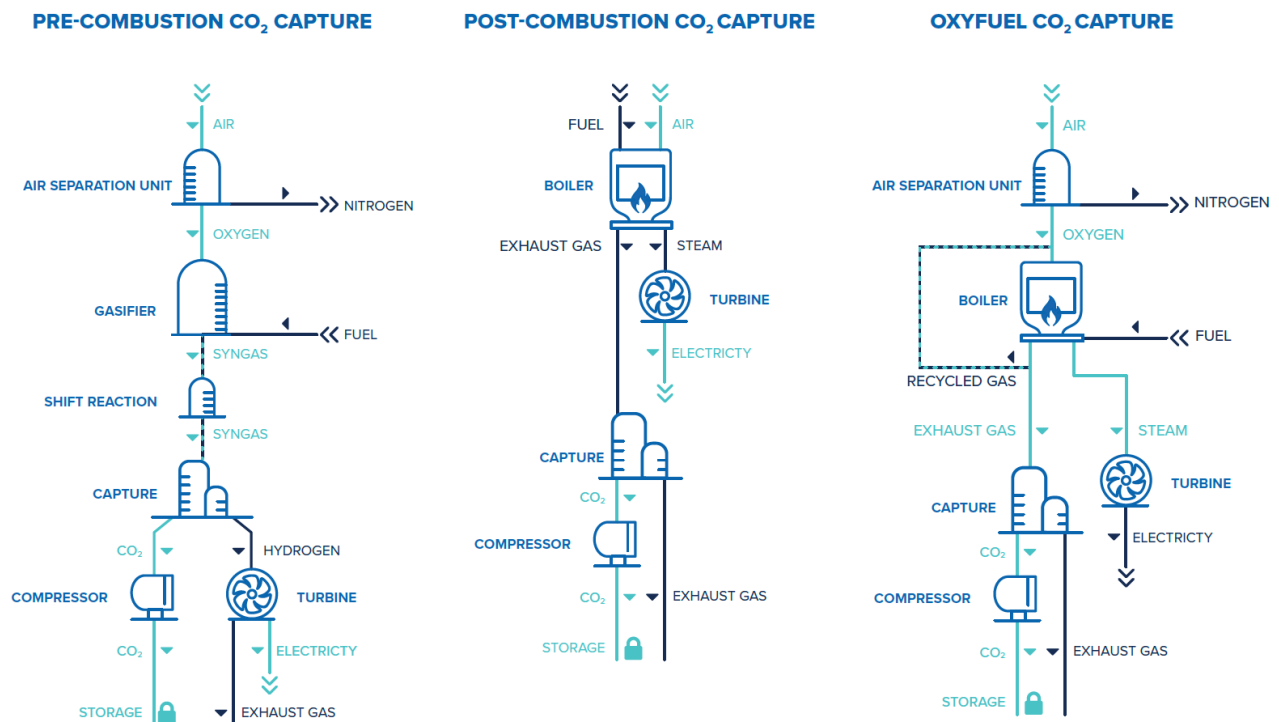 PRE-COMBUSTION CO₂ CAPTURE
AIR
AIR SEPARATION UNIT
NITROGEN
OXYGEN
GASIFIER
FUEL
SYNGAS
SHIFT REACTION
SYNGAS
CAPTURE
CO₂
HYDROGEN
COMPRESSOR
TURBINE
CO₂
ELECTRICTY
STORAGE
EXHAUST GAS
POST-COMBUSTION CO₂ CAPTURE
FUEL
AIR
BOILER
EXHAUST GAS
STEAM
TURBINE
ELECTRICTY
CAPTURE
CO₂
COMPRESSOR
CO₂
EXHAUST GAS
STORAGE
OXYFUEL CO₂ CAPTURE
AIR
AIR SEPARATION UNIT
NITROGEN
OXYGEN
BOILER
FUEL
RECYCLED GAS
EXHAUST GAS
STEAM
TURBINE
CAPTURE
ELECTRICTY
CO₂
COMPRESSOR
CO₂
EXHAUST GAS
STORAGE